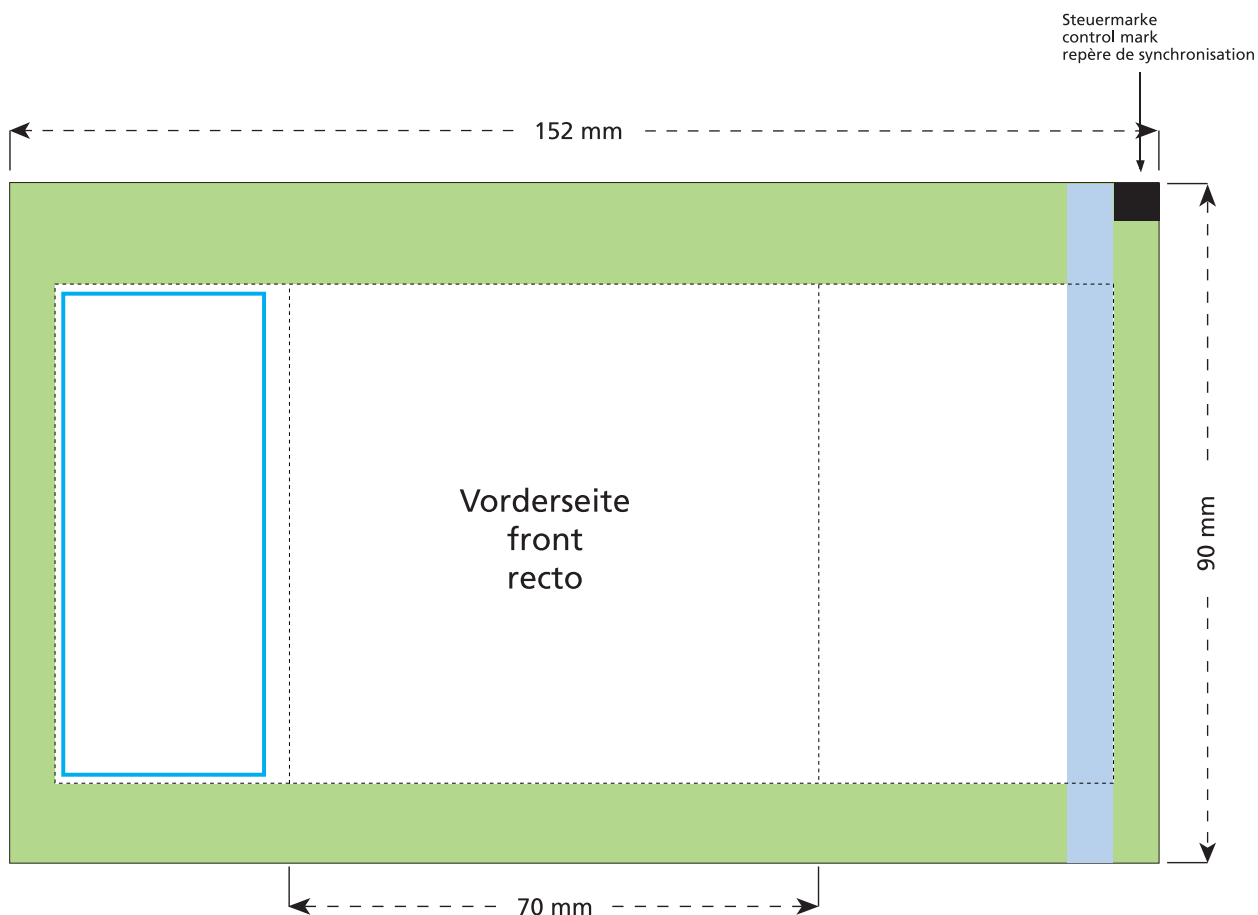 Steuermarke
control mark
repère de synchronisation
152 mm
Vorderseite
front
recto
90 mm
70 mm